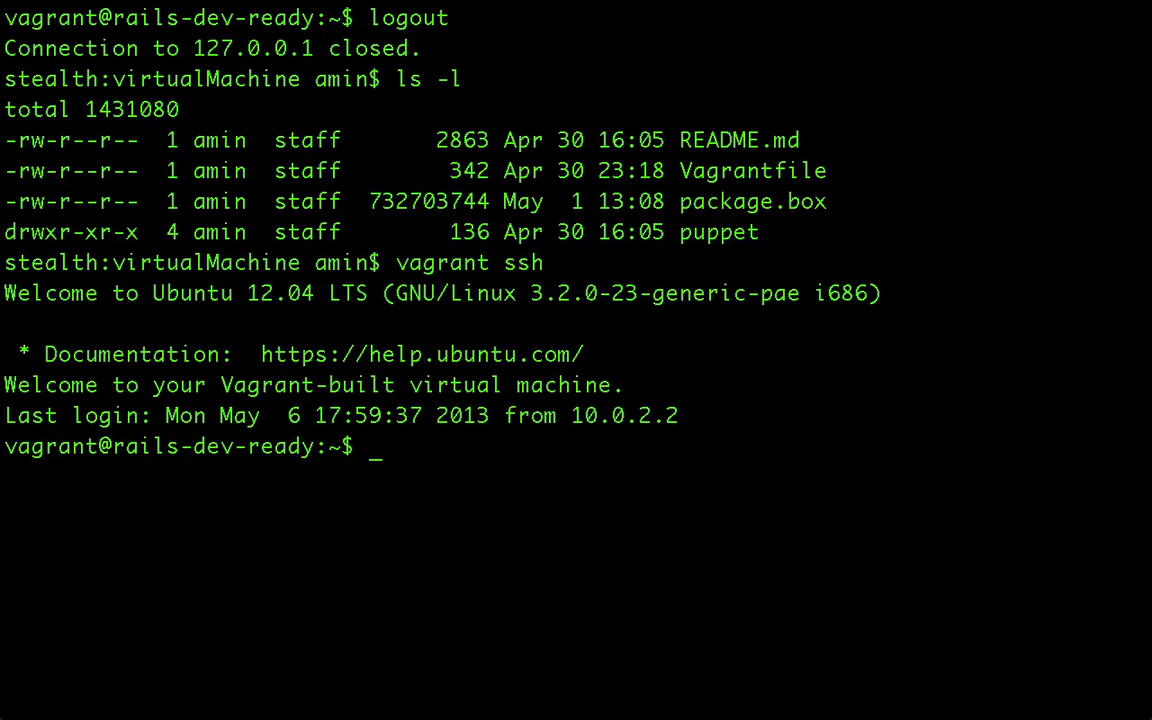 vagrant@rails-dev-ready:~$ logout
Connection to 127.0.0.1 closed.
stealth:virtualMachine amin$ ls -l
total 1431080
-rw-r--r--  1 amin  staff       2863 Apr 30 16:05 README.md
-rw-r--r--  1 amin  staff        342 Apr 30 23:18 Vagrantfile
-rw-r--r--  1 amin  staff  732703744 May  1 13:08 package.box
drwxr-xr-x  4 amin  staff        136 Apr 30 16:05 puppet
stealth:virtualMachine amin$ vagrant ssh
Welcome to Ubuntu 12.04 LTS (GNU/Linux 3.2.0-23-generic-pae i686)
 * Documentation:  https://help.ubuntu.com/
Welcome to your Vagrant-built virtual machine.
Last login: Mon May  6 17:59:37 2013 from 10.0.2.2
vagrant@rails-dev-ready:~$ _